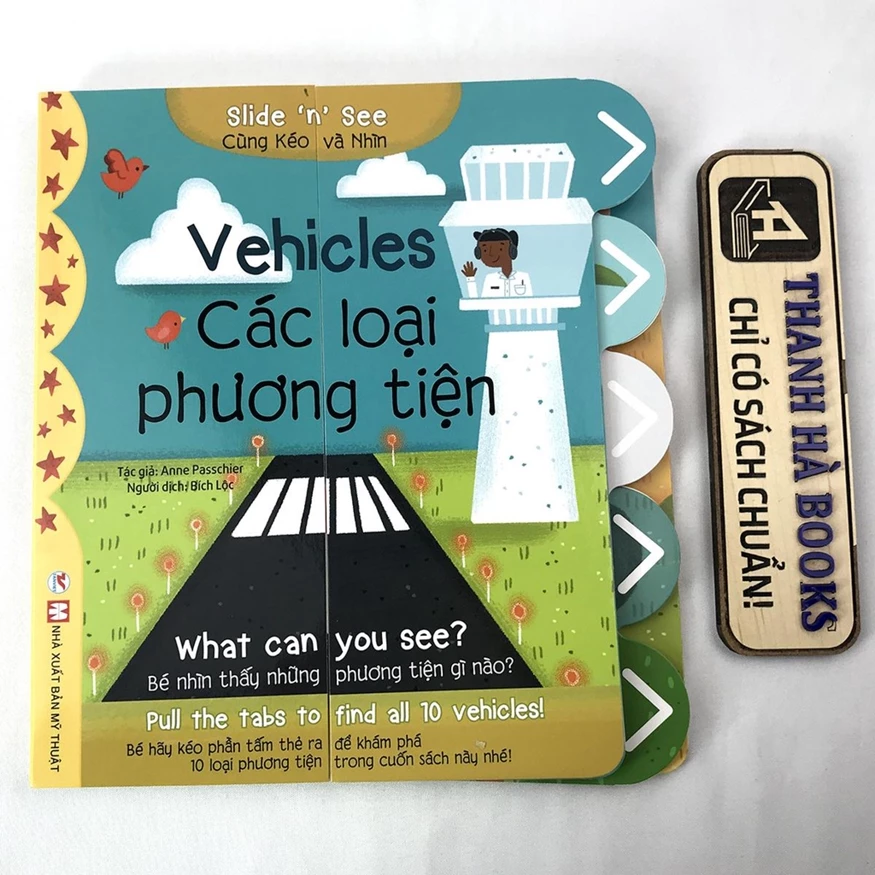 Slide 'n' See
Cùng Kéo và Nhìn
Vehicles
Các loại
phương tiện
Tác giả: Anne Passchier
Người dịch: Bích Lộc
What can you see?
Bé nhìn thấy những phương tiện gì nào?
Pull the tabs to find all 10 vehicles!
Bé hãy kéo phần tấm thẻ ra để khám phá
10 loại phương tiện trong cuốn sách này nhé!
NHÀ XUẤT BẢN MỸ THUẬT
THANH HÀ BOOKS
CHỈ CÓ SÁCH CHUẨN!